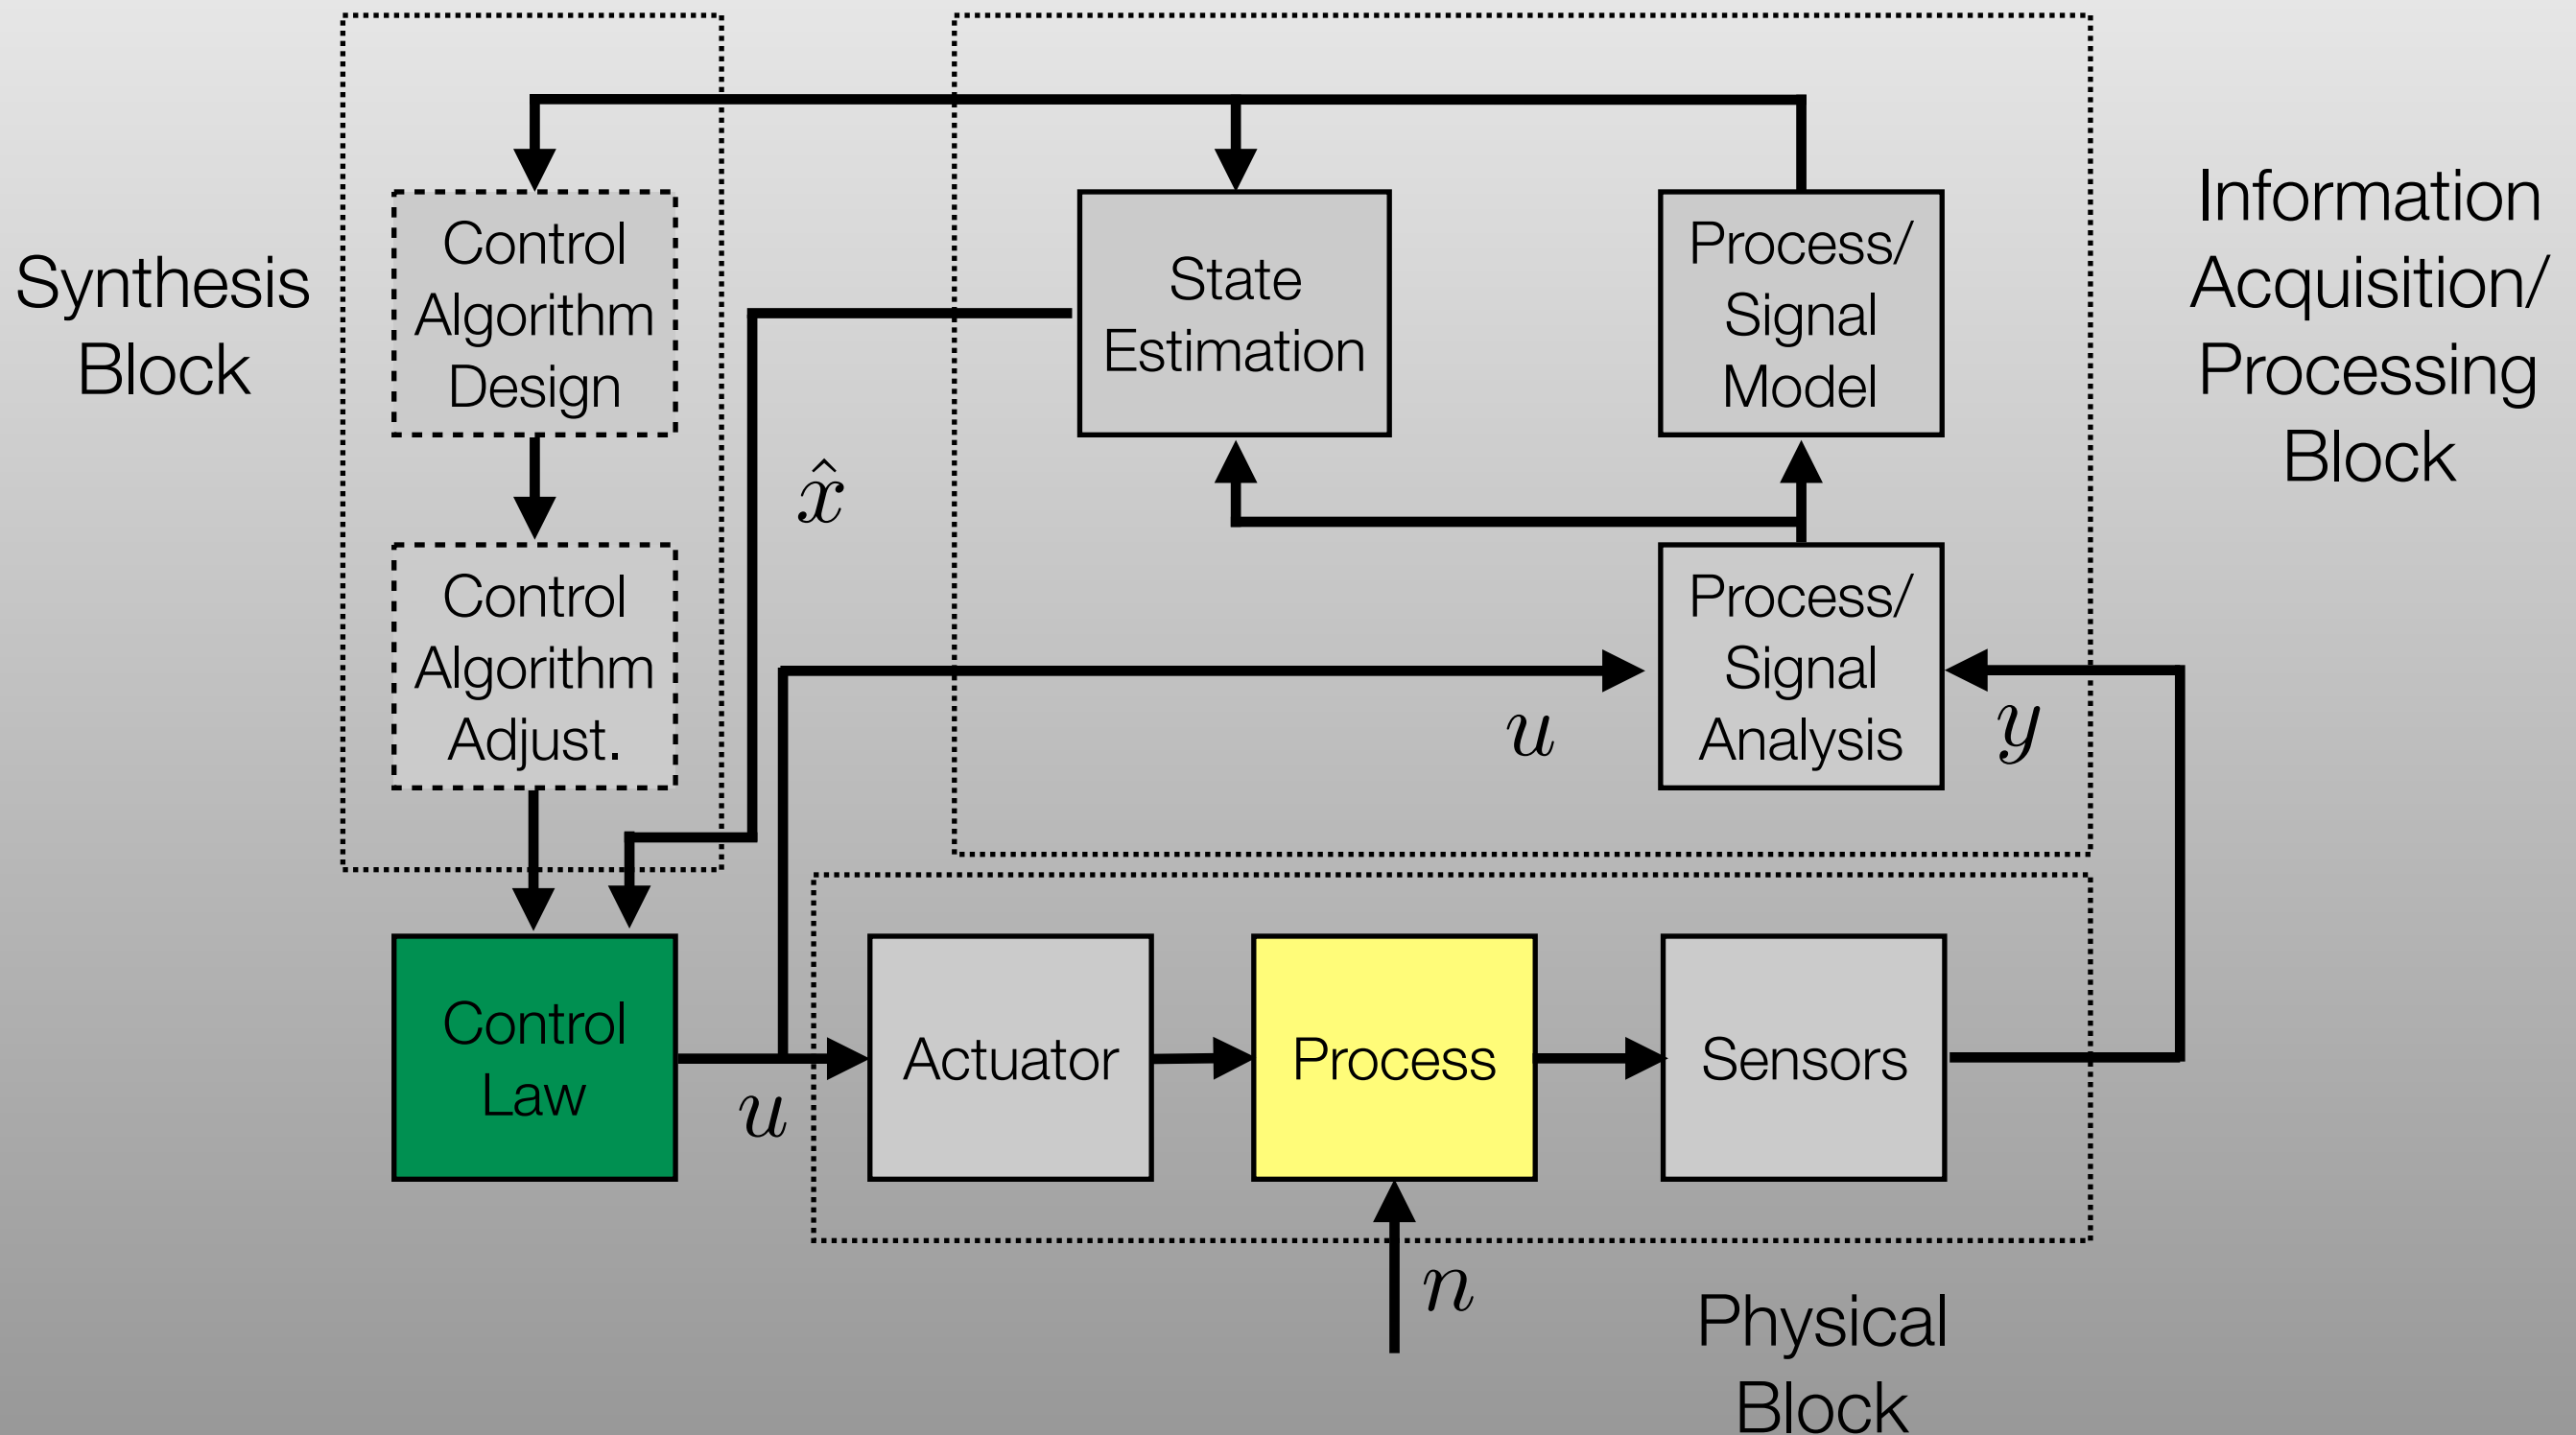 Synthesis
Block
Control
Algorithm
Design
Control
Algorithm
Adjust.
x̂
State
Estimation
Process/
Signal
Model
Process/
Signal
Analysis
u
y
Information
Acquisition/
Processing
Block
Control
Law
u
Actuator
Process
Sensors
n
Physical
Block